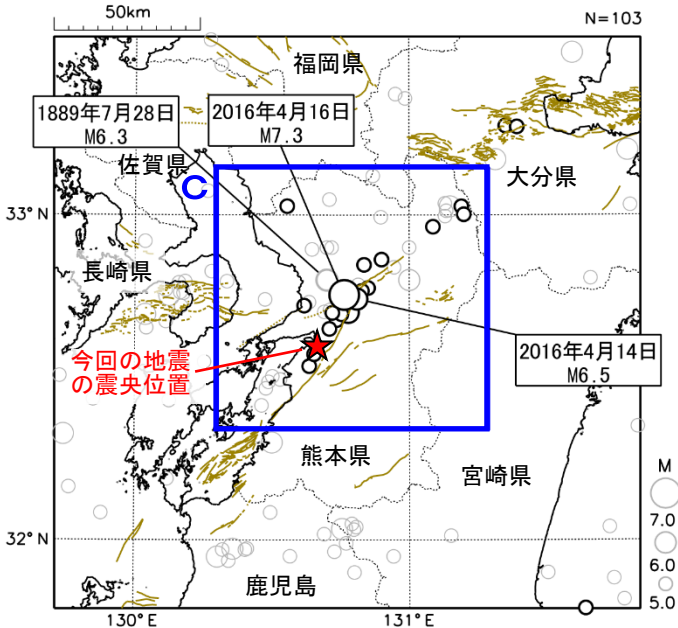 50km
N=103
福岡県
1889年7月28日
M6.3
2016年4月16日
M7.3
佐賀県
C
大分県
33°N
長崎県
今回の地震
の震央位置
2016年4月14日
M6.5
熊本県
宮崎県
M
7.0
32°N
6.0
鹿児島
5.0
130°E
131°E